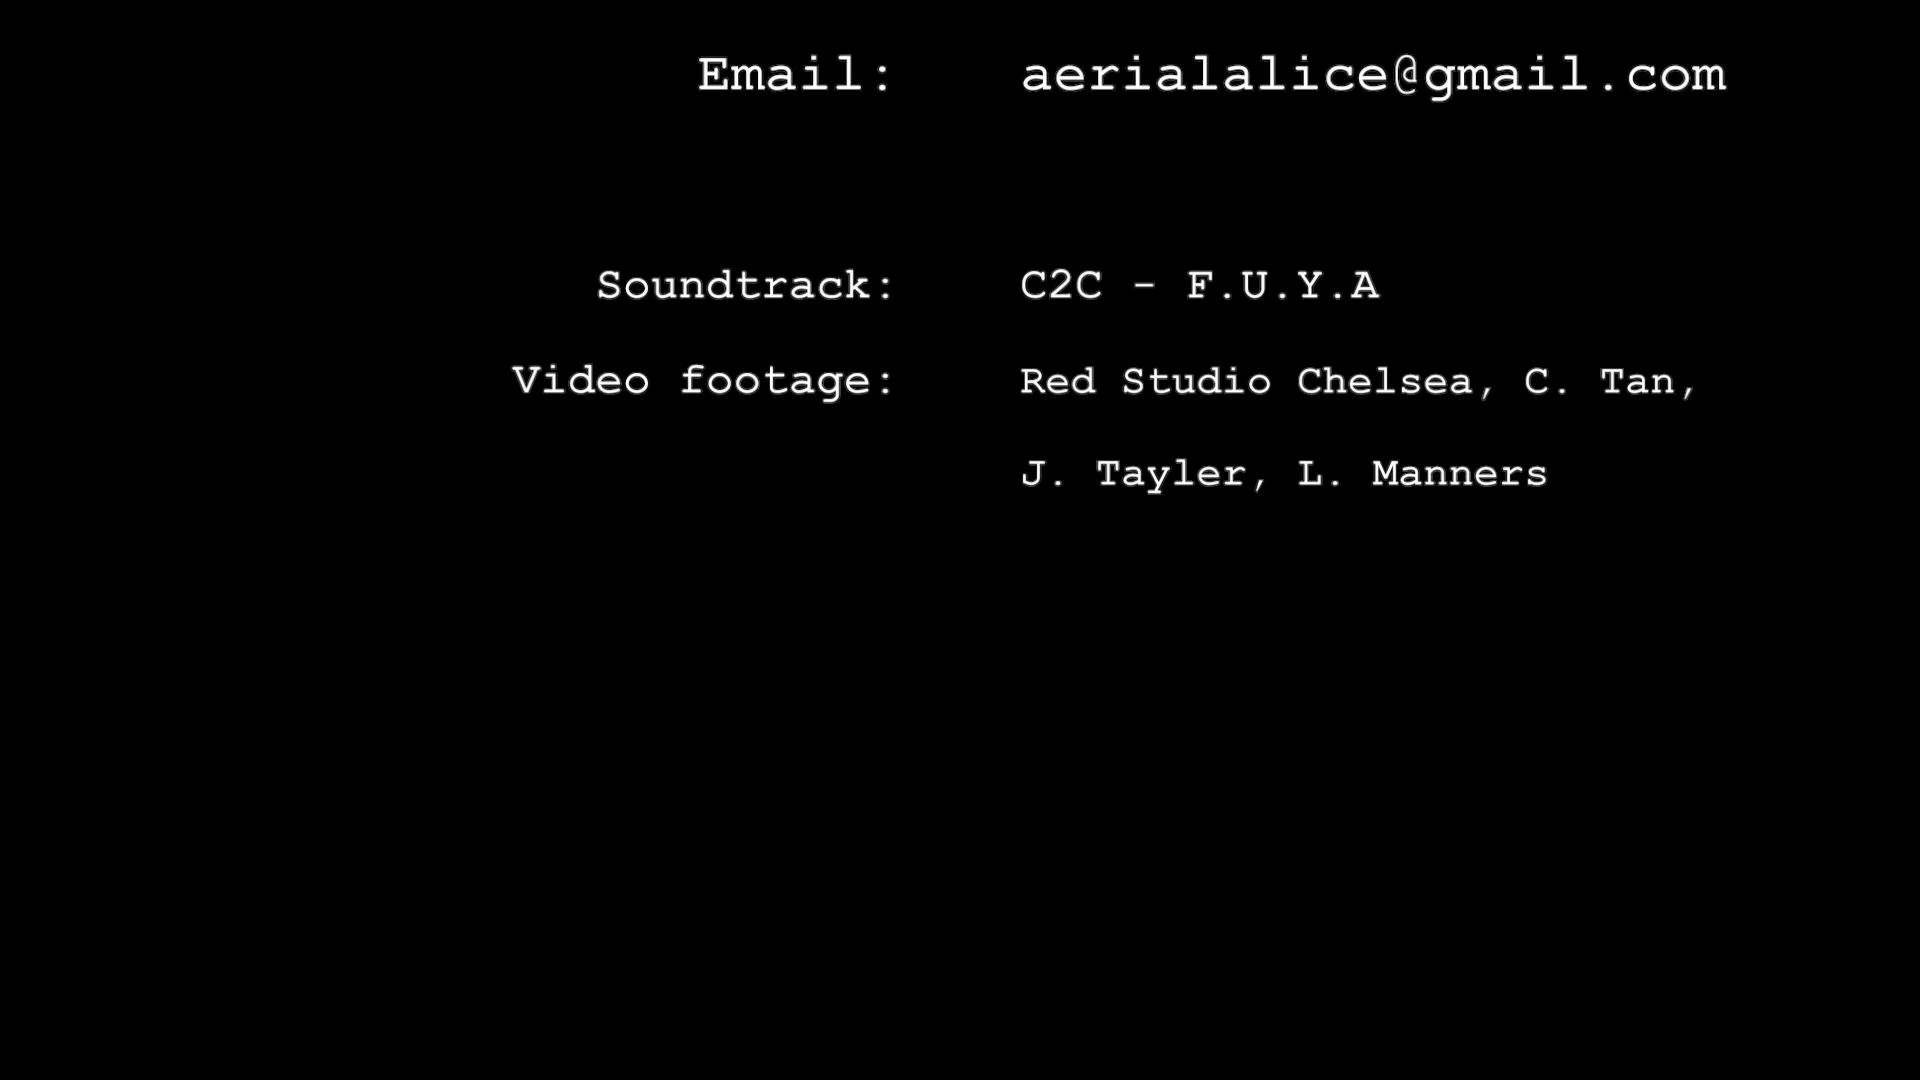 Email: aerialalice@gmail.com
Soundtrack: C2C - F.U.Y.A
Video footage: Red Studio Chelsea, C. Tan,
J. Tayler, L. Manners